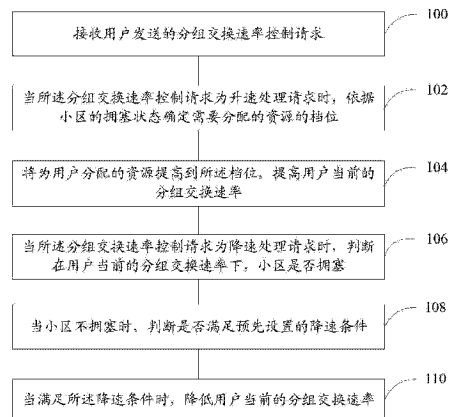 接收用户发送的分组交换速率控制请求
100
当所述分组交换速率控制请求为升速处理请求时，依据
小区的拥塞状态确定需要分配的资源的档位
102
将为用户分配的资源提高到所述档位，提高用户当前的
分组交换速率
104
当所述分组交换速率控制请求为降速处理请求时，判断
在用户当前的分组交换速率下，小区是否拥塞
106
当小区不拥塞时、判断是否满足预先设置的降速条件
108
当满足所述降速条件时，降低用户当前的分组交换速率
110